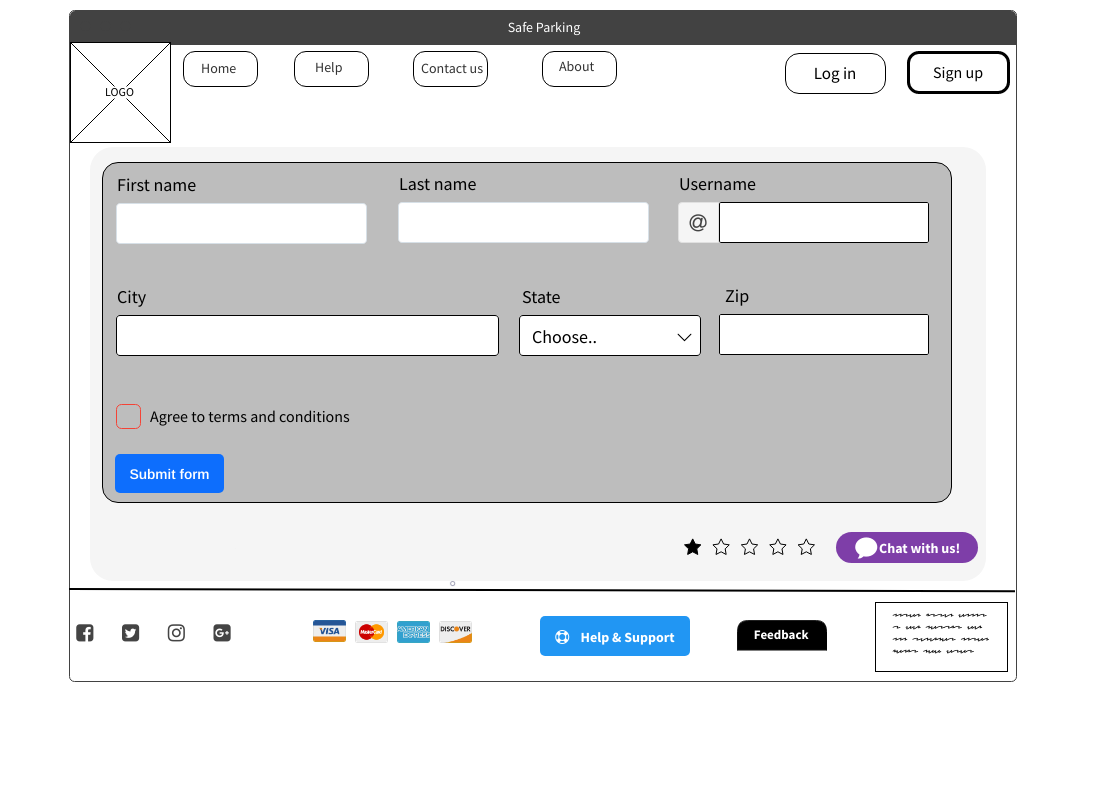 Safe Parking
LOGO
Home
Help
Contact us
About
Log in
Sign up
First name
Last name
Username
@
City
State
Zip
Choose..
Agree to terms and conditions
Submit form
Chat with us!
VISA
MasterCard
AMERICAN EXPRESS
DISCOVER
Help & Support
Feedback